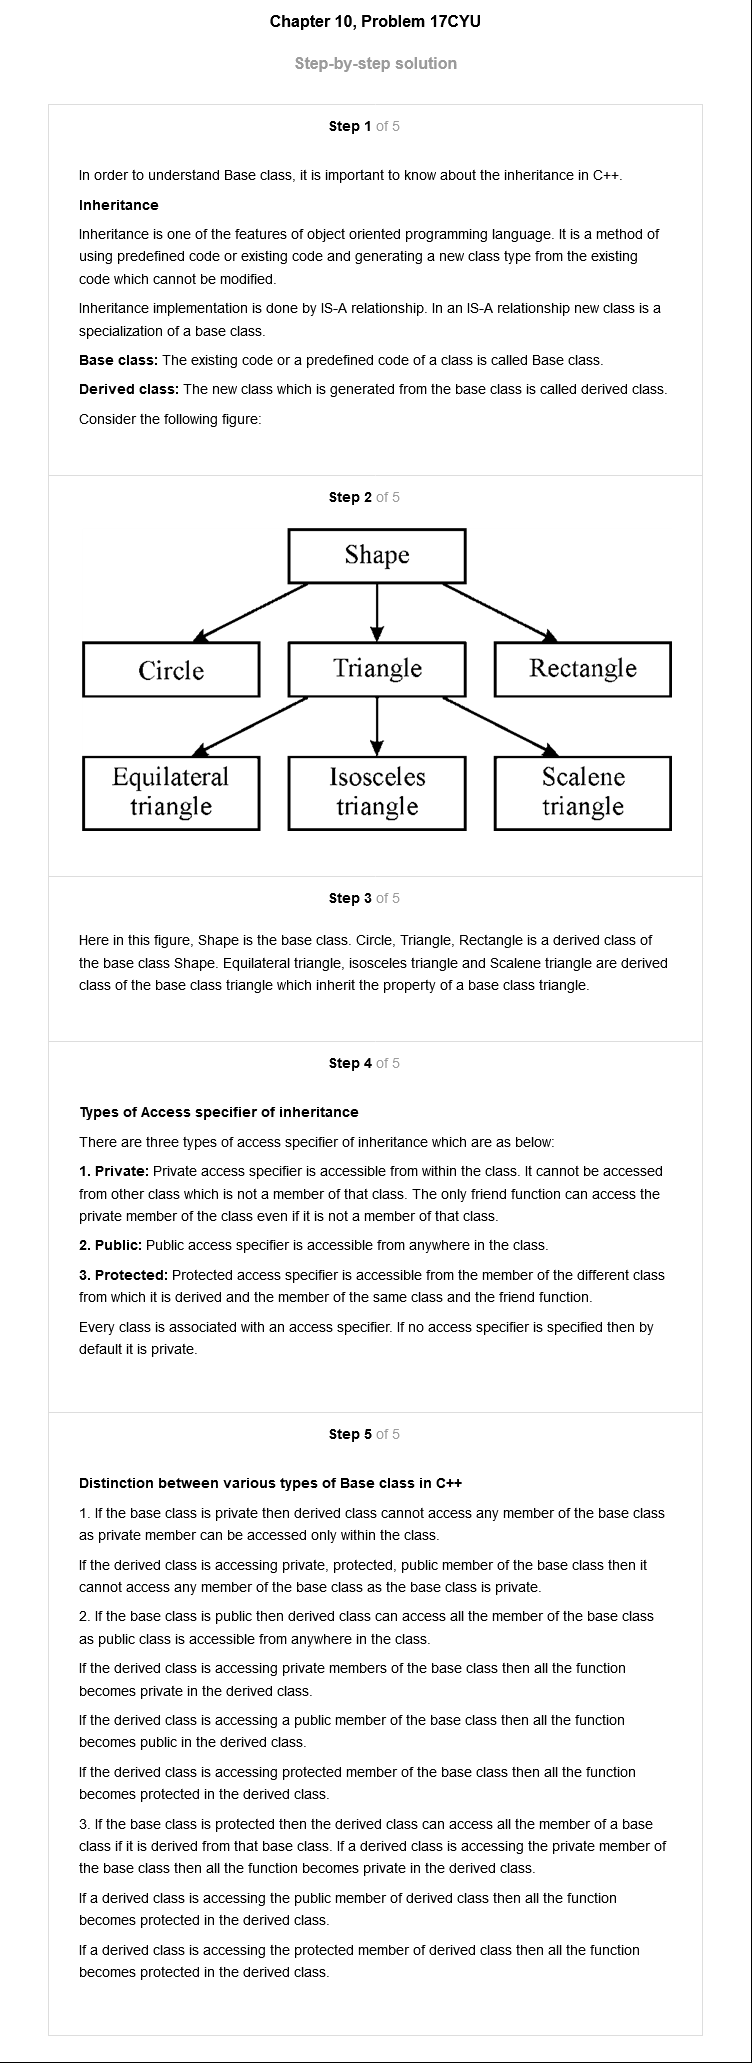 Chapter 10, Problem 17CYU
Step-by-step solution
Step 1 of 5
In order to understand Base class, it is important to know about the inheritance in C++.
Inheritance
Inheritance is one of the features of object oriented programming language. It is a method of
using predefined code or existing code and generating a new class type from the existing
code which cannot be modified.
Inheritance implementation is done by IS-A relationship. In an IS-A relationship new class is a
specialization of a base class.
Base class: The existing code or a predefined code of a class is called Base class.
Derived class: The new class which is generated from the base class is called derived class.
Consider the following figure:
Step 2 of 5
Shape
Circle
Triangle
Rectangle
Equilateral
triangle
Isosceles
triangle
Scalene
triangle
Step 3 of 5
Here in this figure, Shape is the base class. Circle, Triangle, Rectangle is a derived class of
the base class Shape. Equilateral triangle, isosceles triangle and Scalene triangle are derived
class of the base class triangle which inherit the property of a base class triangle.
Step 4 of 5
Types of Access specifier of inheritance
There are three types of access specifier of inheritance which are as below:
1. Private: Private access specifier is accessible from within the class. It cannot be accessed
from other class which is not a member of that class. The only friend function can access the
private member of the class even if it is not a member of that class.
2. Public: Public access specifier is accessible from anywhere in the class.
3. Protected: Protected access specifier is accessible from the member of the different class
from which it is derived and the member of the same class and the friend function.
Every class is associated with an access specifier. If no access specifier is specified then by
default it is private.
Step 5 of 5
Distinction between various types of Base class in C++
1. If the base class is private then derived class cannot access any member of the base class
as private member can be accessed only within the class.
If the derived class is accessing private, protected, public member of the base class then it
cannot access any member of the base class as the base class is private.
2. If the base class is public then derived class can access all the member of the base class
as public class is accessible from anywhere in the class.
If the derived class is accessing private members of the base class then all the function
becomes private in the derived class.
If the derived class is accessing a public member of the base class then all the function
becomes public in the derived class.
If the derived class is accessing protected member of the base class then all the function
becomes protected in the derived class.
3. If the base class is protected then the derived class can access all the member of a base
class if it is derived from that base class. If a derived class is accessing the private member of
the base class then all the function becomes private in the derived class.
If a derived class is accessing the public member of derived class then all the function
becomes protected in the derived class.
If a derived class is accessing the protected member of derived class then all the function
becomes protected in the derived class.